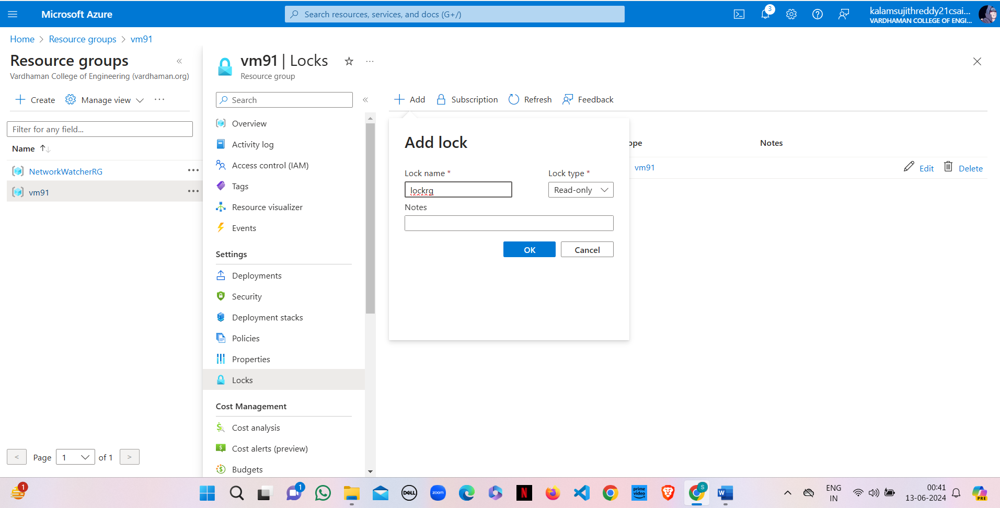 Microsoft Azure
Search resources, services, and docs (G+/)
3
kalamsujithreddy21csai...
VARDHAMAN COLLEGE OF ENGI...
Home > Resource groups > vm91
Resource groups
Vardhaman College of Engineering (vardhaman.org)
Create
Manage view
Filter for any field...
Name
NetworkWatcherRG
vm91
Page 1 of 1
vm91 | Locks
Resource group
Search
Overview
Activity log
Access control (IAM)
Tags
Resource visualizer
Events
Settings
Deployments
Security
Deployment stacks
Policies
Properties
Locks
Cost Management
Cost analysis
Cost alerts (preview)
Budgets
Add
Subscription
Refresh
Feedback
ope
Notes
vm91
Edit
Delete
Add lock
Lock name *
Lock type *
lockrg
Read-only
Notes
OK
Cancel
1
1
DELL
zoom
N
prime video
S
W
ENG
IN
00:41
13-06-2024
PRE